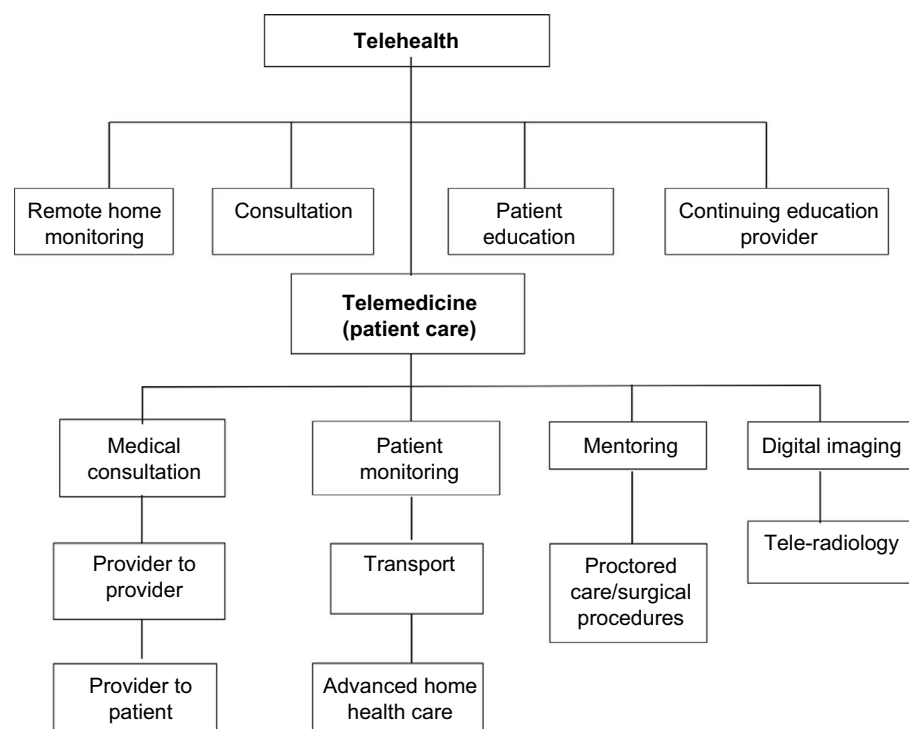 Telehealth
Remote home
monitoring
Consultation
Patient
education
Continuing education
provider
Telemedicine
(patient care)
Medical
consultation
Patient
monitoring
Mentoring
Digital imaging
Provider to
provider
Transport
Proctored
care/surgical
procedures
Tele-radiology
Provider to
patient
Advanced home
health care